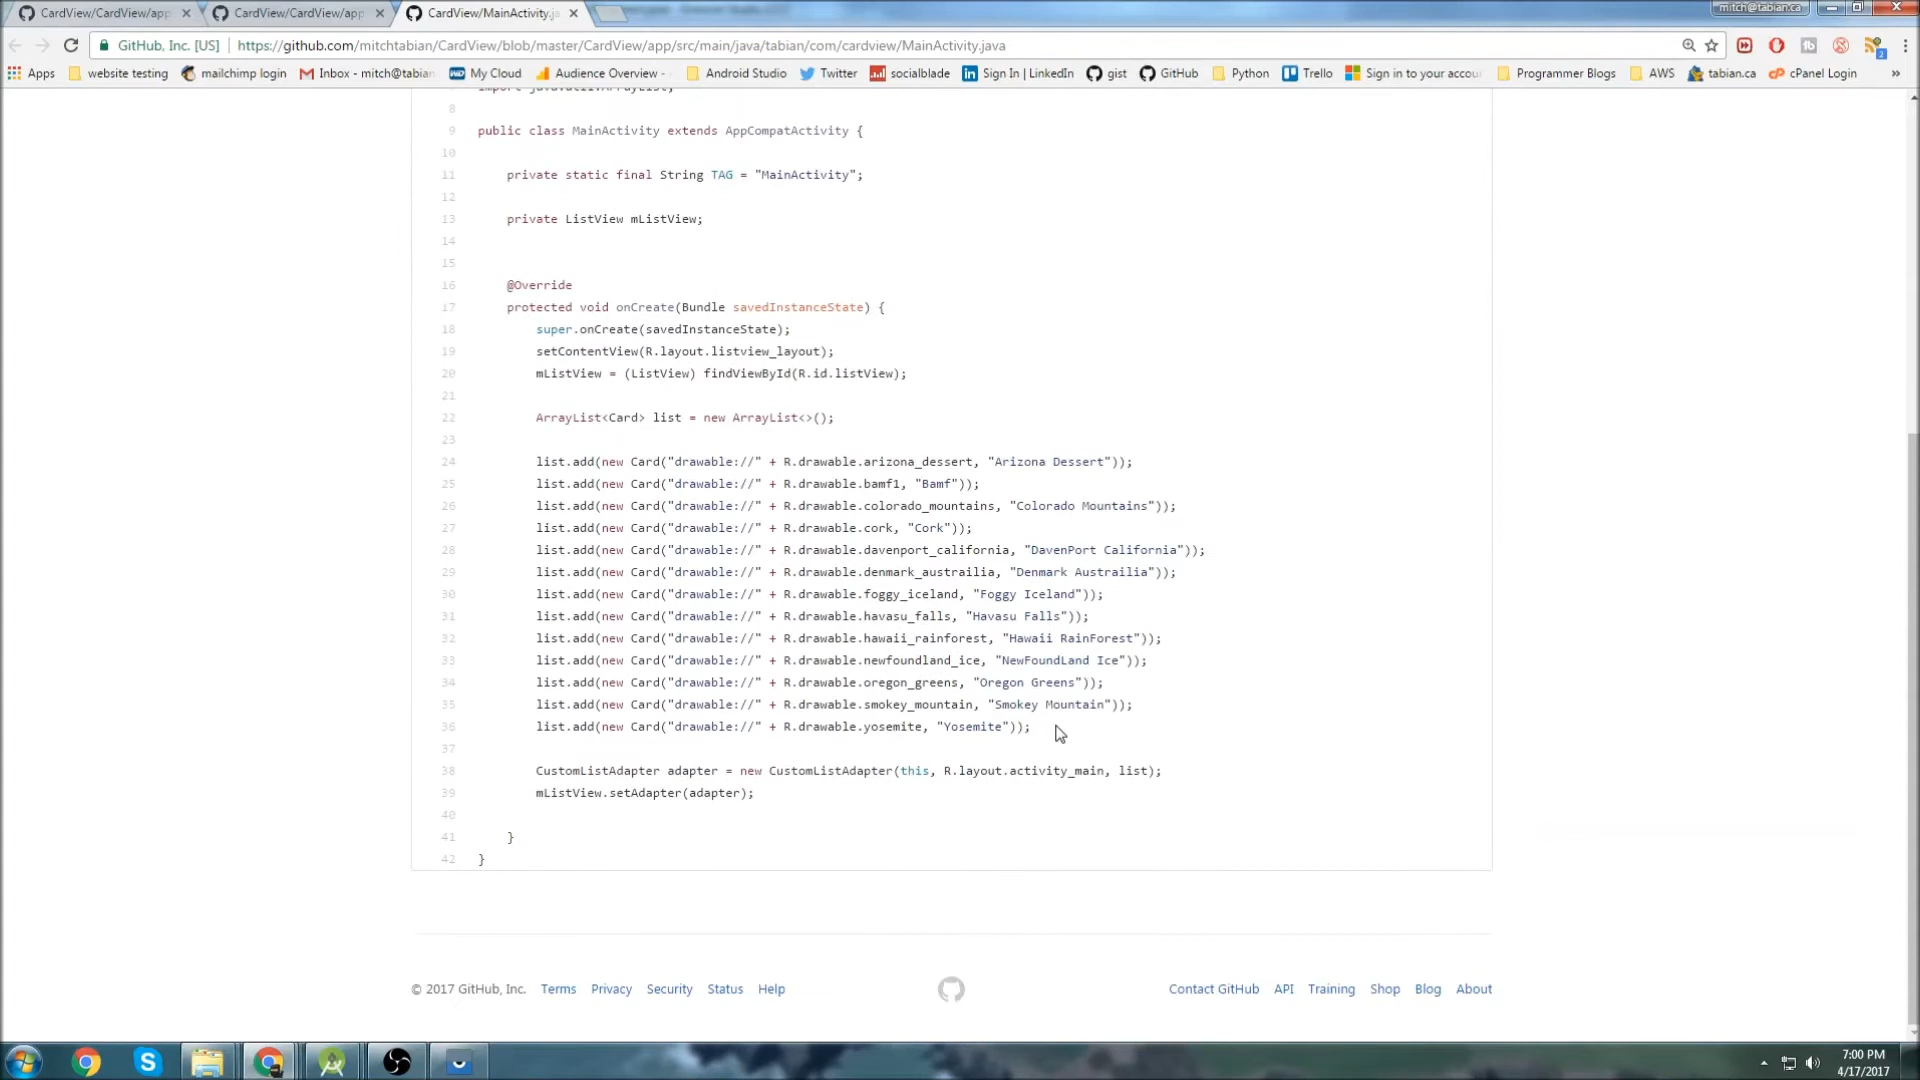 CardView/CardView/app
CardView/CardView/app
CardView/MainActivity.ja
mitch@tabian.ca
GitHub, Inc. [US]
https://github.com/mitchtabian/CardView/blob/master/CardView/app/src/main/java/tabian/com/cardview/MainActivity.java
Apps
website testing
mailchimp login
Inbox - mitch@tabian
My Cloud
Audience Overview -
Android Studio
Twitter
socialblade
Sign In | LinkedIn
gist
GitHub
Python
Trello
Sign in to your accou
Programmer Blogs
AWS
tabian.ca
cPanel Login
»
8
9 public class MainActivity extends AppCompatActivity {
10
11 private static final String TAG = "MainActivity";
12
13 private ListView mListView;
14
15
16 @Override
17 protected void onCreate(Bundle savedInstanceState) {
18 super.onCreate(savedInstanceState);
19 setContentView(R.layout.listview_layout);
20 mListView = (ListView) findViewById(R.id.listView);
21
22 ArrayList<Card> list = new ArrayList<>();
23
24 list.add(new Card("drawable://" + R.drawable.arizona_dessert, "Arizona Dessert"));
25 list.add(new Card("drawable://" + R.drawable.bamf1, "Bamf"));
26 list.add(new Card("drawable://" + R.drawable.colorado_mountains, "Colorado Mountains"));
27 list.add(new Card("drawable://" + R.drawable.cork, "Cork"));
28 list.add(new Card("drawable://" + R.drawable.davenport_california, "DavenPort California"));
29 list.add(new Card("drawable://" + R.drawable.denmark_austrailia, "Denmark Austrailia"));
30 list.add(new Card("drawable://" + R.drawable.foggy_iceland, "Foggy Iceland"));
31 list.add(new Card("drawable://" + R.drawable.havasu_falls, "Havasu Falls"));
32 list.add(new Card("drawable://" + R.drawable.hawaii_rainforest, "Hawaii RainForest"));
33 list.add(new Card("drawable://" + R.drawable.newfoundland_ice, "NewFoundLand Ice"));
34 list.add(new Card("drawable://" + R.drawable.oregon_greens, "Oregon Greens"));
35 list.add(new Card("drawable://" + R.drawable.smokey_mountain, "Smokey Mountain"));
36 list.add(new Card("drawable://" + R.drawable.yosemite, "Yosemite"));
37
38 CustomListAdapter adapter = new CustomListAdapter(this, R.layout.activity_main, list);
39 mListView.setAdapter(adapter);
40
41 }
42 }
© 2017 GitHub, Inc. Terms Privacy Security Status Help
Contact GitHub API Training Shop Blog About
7:00 PM
4/17/2017